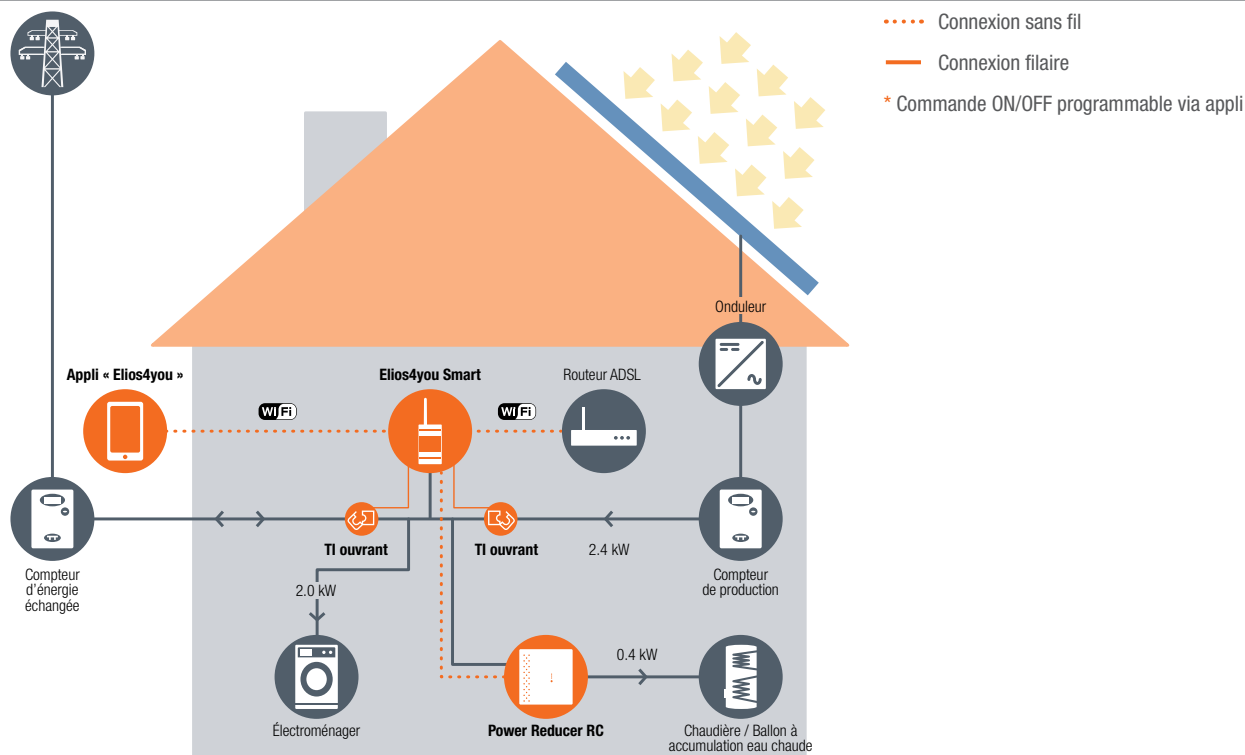 Connexion sans fil
Connexion filaire
* Commande ON/OFF programmable via appli
Onduleur
Appli « Elios4you »
Elios4you Smart
Routeur ADSL
WiFi
WiFi
TI ouvrant
TI ouvrant
2.4 kW
Compteur
d'énergie
échangée
Compteur
de production
2.0 kW
0.4 kW
Électroménager
Power Reducer RC
Chaudière / Ballon à
accumulation eau chaude